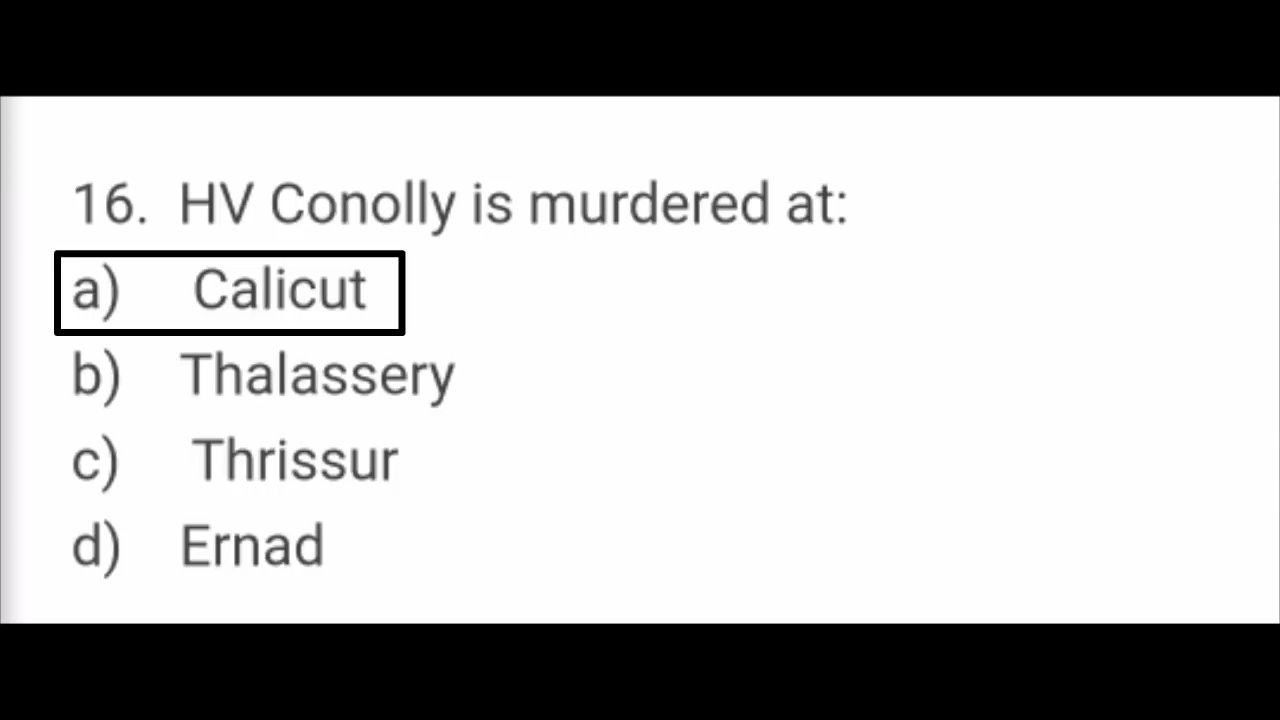 16. HV Conolly is murdered at:
a) Calicut
b) Thalassery
c) Thrissur
d) Ernad